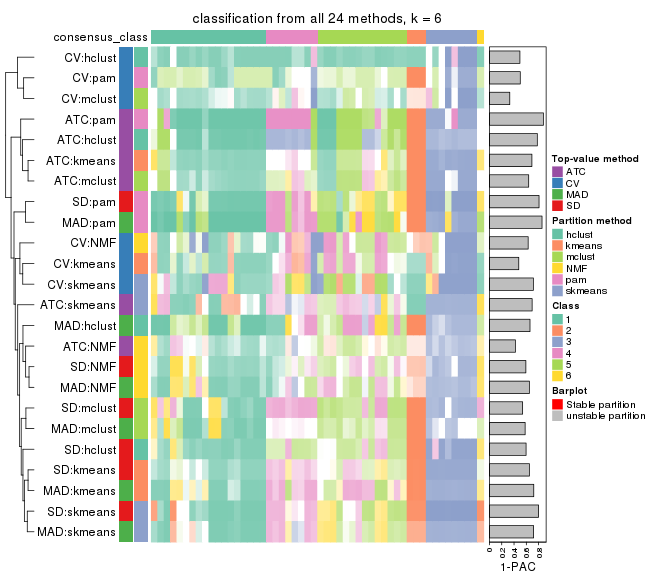 classification from all 24 methods, k = 6
consensus_class
CV:hclust
CV:pam
CV:mclust
ATC:pam
ATC:hclust
ATC:kmeans
ATC:mclust
SD:pam
MAD:pam
CV:NMF
CV:kmeans
CV:skmeans
ATC:skmeans
MAD:hclust
ATC:NMF
SD:NMF
MAD:NMF
SD:mclust
MAD:mclust
SD:hclust
SD:kmeans
MAD:kmeans
SD:skmeans
MAD:skmeans
0 0.2 0.4 0.6 0.8
1-PAC
Top-value method
ATC
CV
MAD
SD
Partition method
hclust
kmeans
mclust
NMF
pam
skmeans
Class
1
2
3
4
5
6
Barplot
Stable partition
unstable partition